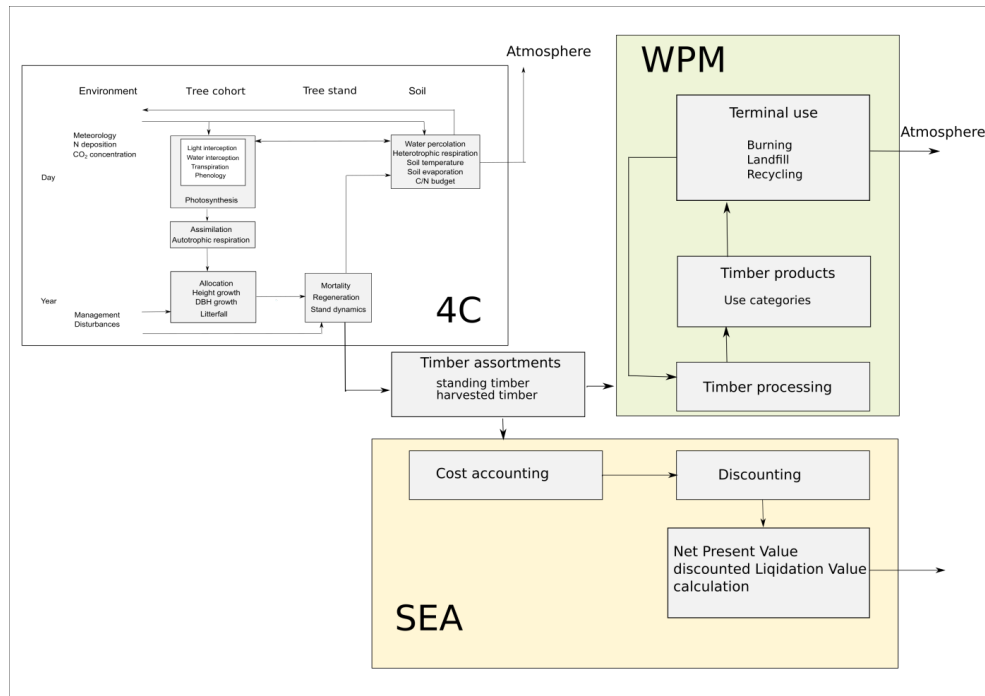 Atmosphere
Environment
Tree cohort
Tree stand
Soil
Meteorology
N deposition
CO₂ concentration
Light interception
Water interception
Transpiration
Phenology
Photosynthesis
Water percolation
Heterotrophic respiration
Soil temperature
Soil evaporation
C/N budget
Day
Assimilation
Autotrophic respiration
Year
Allocation
Height growth
DBH growth
Litterfall
Mortality
Regeneration
Stand dynamics
Management
Disturbances
4C
Timber assortments
standing timber
harvested timber
WPM
Terminal use
Burning
Landfill
Recycling
Atmosphere
Timber products
Use categories
Timber processing
Cost accounting
Discounting
Net Present Value
discounted Liqidation Value
calculation
SEA